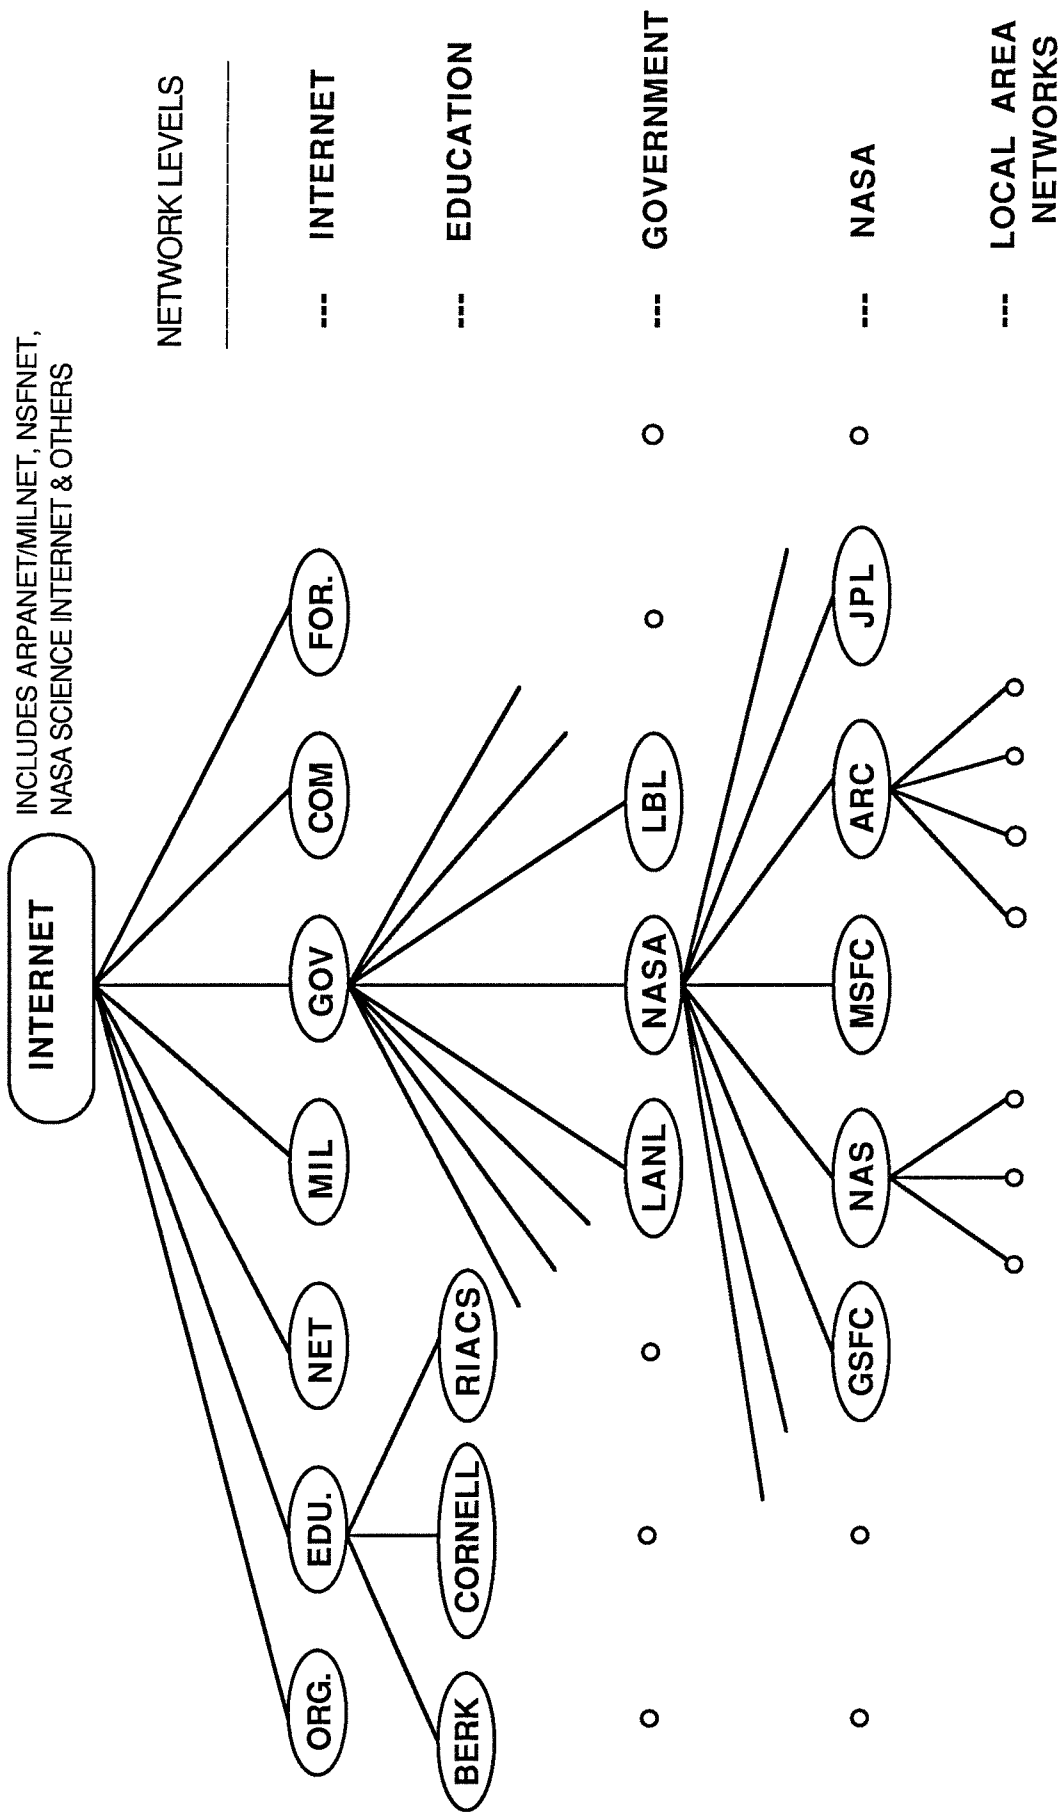 INTERNET
INCLUDES ARPANET/MILNET, NSFNET,
NASA SCIENCE INTERNET & OTHERS
NETWORK LEVELS
ORG.
EDU.
NET
MIL
GOV
COM
FOR.
--- INTERNET
BERK
CORNELL
RIACS
--- EDUCATION
LANL
NASA
LBL
--- GOVERNMENT
GSFC
NAS
MSFC
ARC
JPL
--- NASA
--- LOCAL AREA
NETWORKS